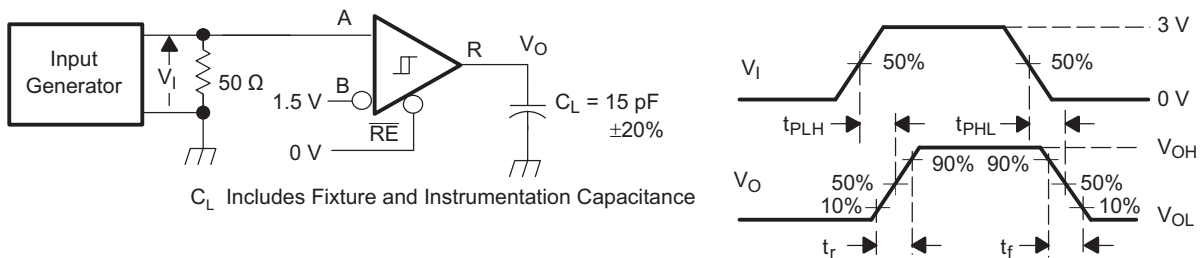 Input
Generator
V_I
50 Ω
A
B
1.5 V
0 V
RE
R
V_O
C_L = 15 pF
±20%
C_L Includes Fixture and Instrumentation Capacitance
3 V
V_I
50%
50%
0 V
t_PLH
t_PHL
V_OH
90%
90%
V_O
50%
50%
10%
10%
V_OL
t_r
t_f